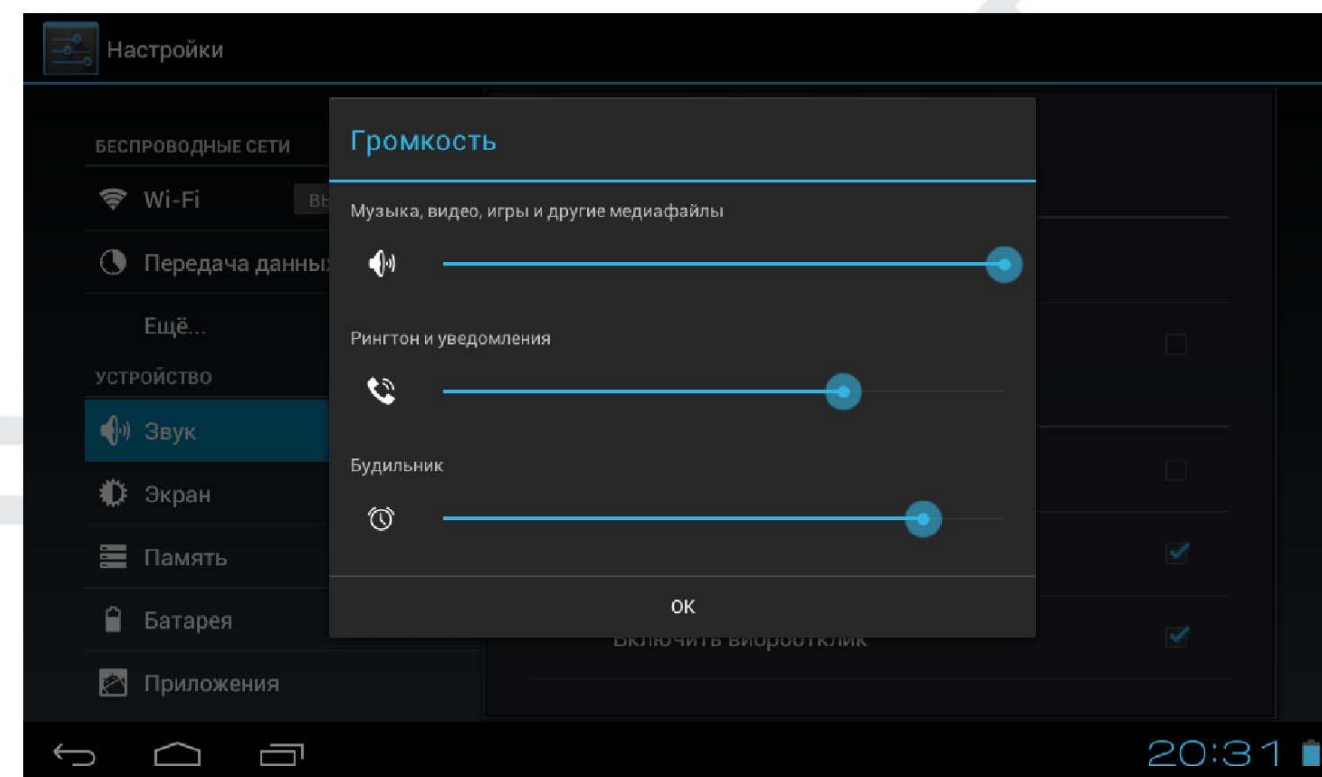 Настройки
БЕСПРОВОДНЫЕ СЕТИ
Wi-Fi
Передача данных
Ещё...
УСТРОЙСТВО
Звук
Экран
Память
Батарея
Приложения
Громкость
Музыка, видео, игры и другие медиафайлы
Рингтон и уведомления
Будильник
ОК
Включить виброотклик
20:31